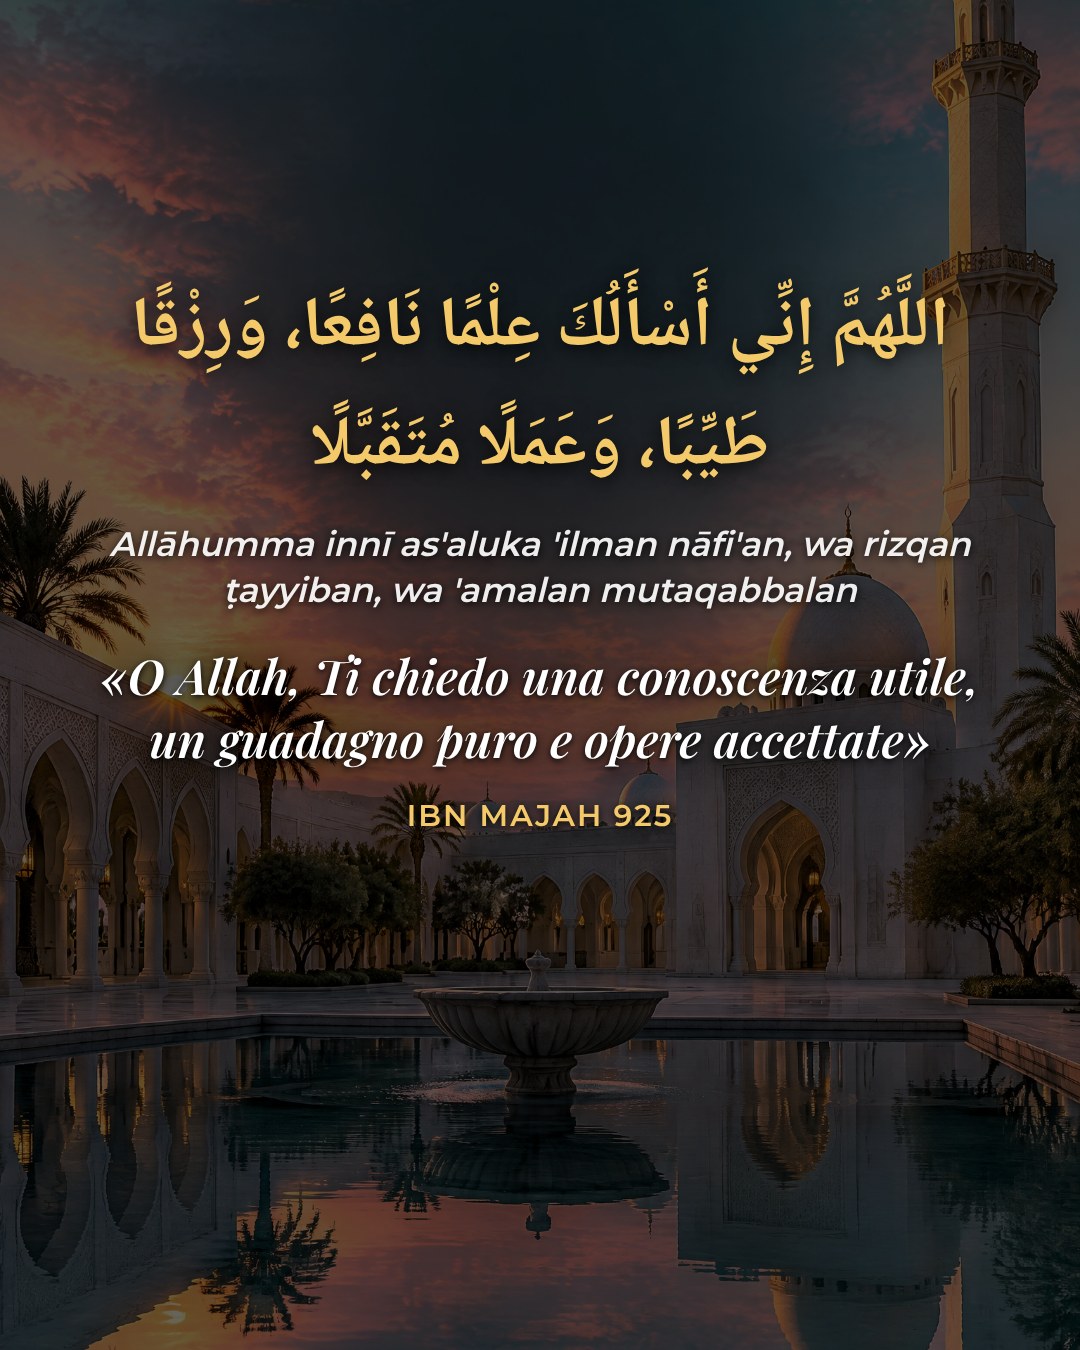 اللَّهُمَّ إِنِّي أَسْأَلُكَ عِلْمًا نَافِعًا، وَرِزْقًا
طَيِّبًا، وَعَمَلًا مُتَقَبَّلًا
Allāhumma innī as'aluka 'ilman nāfi'an, wa rizqan
ṭayyiban, wa 'amalan mutaqabbalan
«O Allah, Ti chiedo una conoscenza utile,
un guadagno puro e opere accettate»
IBN MAJAH 925